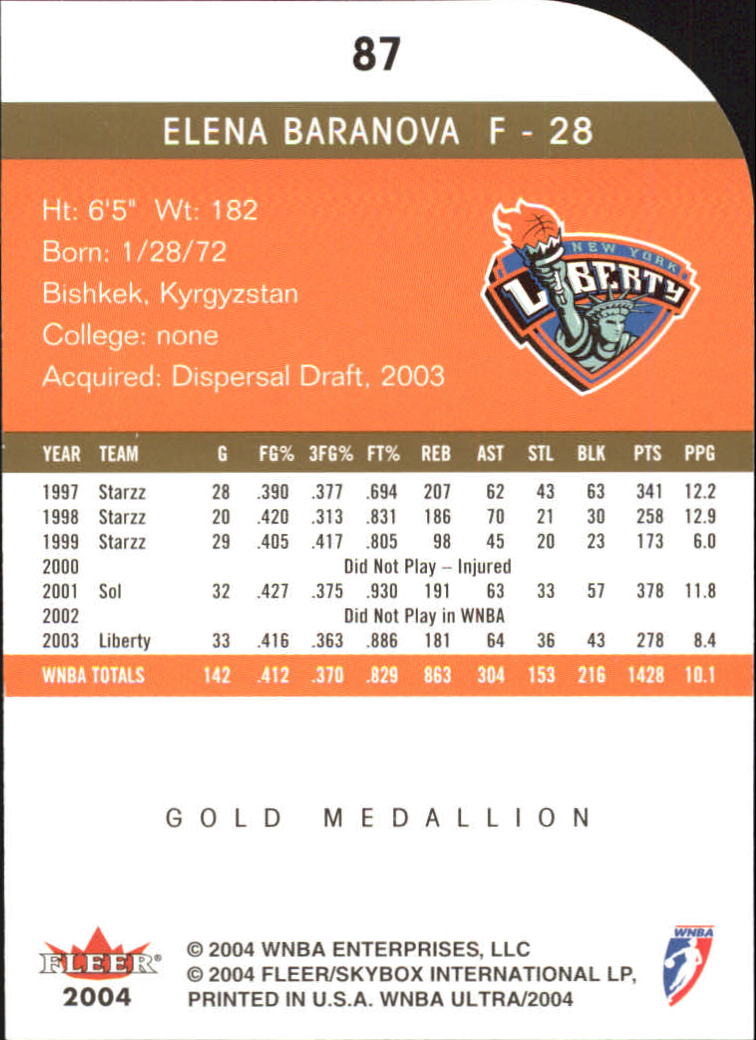 87
ELENA BARANOVA F - 28
Ht: 6'5" Wt: 182
Born: 1/28/72
Bishkek, Kyrgyzstan
College: none
Acquired: Dispersal Draft, 2003
NEW YORK
LIBERTY
YEAR TEAM G FG% 3FG% FT% REB AST STL BLK PTS PPG
1997 Starzz 28 .390 .377 .694 207 62 43 63 341 12.2
1998 Starzz 20 .420 .313 .831 186 70 21 30 258 12.9
1999 Starzz 29 .405 .417 .805 98 45 20 23 173 6.0
2000 Did Not Play – Injured
2001 Sol 32 .427 .375 .930 191 63 33 57 378 11.8
2002 Did Not Play in WNBA
2003 Liberty 33 .416 .363 .886 181 64 36 43 278 8.4
WNBA TOTALS 142 .412 .370 .829 863 304 153 216 1428 10.1
GOLD MEDALLION
FLEER®
2004
© 2004 WNBA ENTERPRISES, LLC
© 2004 FLEER/SKYBOX INTERNATIONAL LP,
PRINTED IN U.S.A. WNBA ULTRA/2004
WNBA